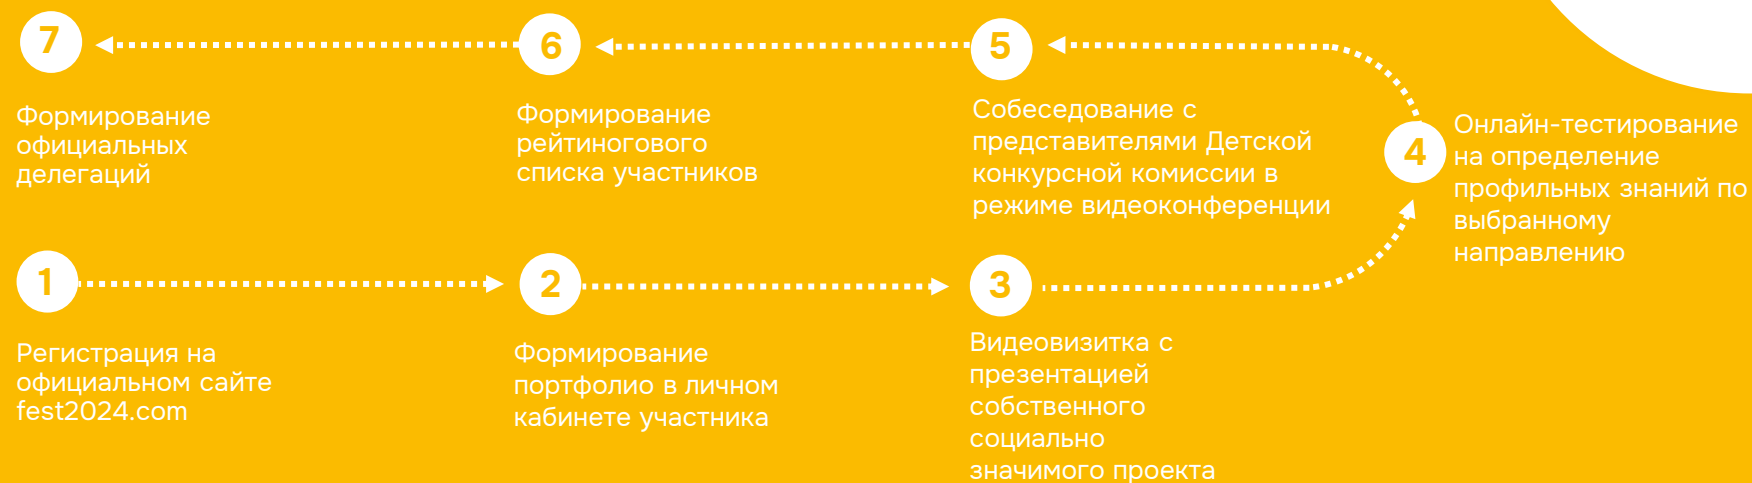 7
Формирование
официальных
делегаций
6
Формирование
рейтиногового
списка участников
5
Собеседование с
представителями Детской
конкурсной комиссии в
режиме видеоконференции
4
Онлайн-тестирование
на определение
профильных знаний по
выбранному
направлению
1
Регистрация на
официальном сайте
fest2024.com
2
Формирование
портфолио в личном
кабинете участника
3
Видеовизитка с
презентацией
собственного
социально
значимого проекта